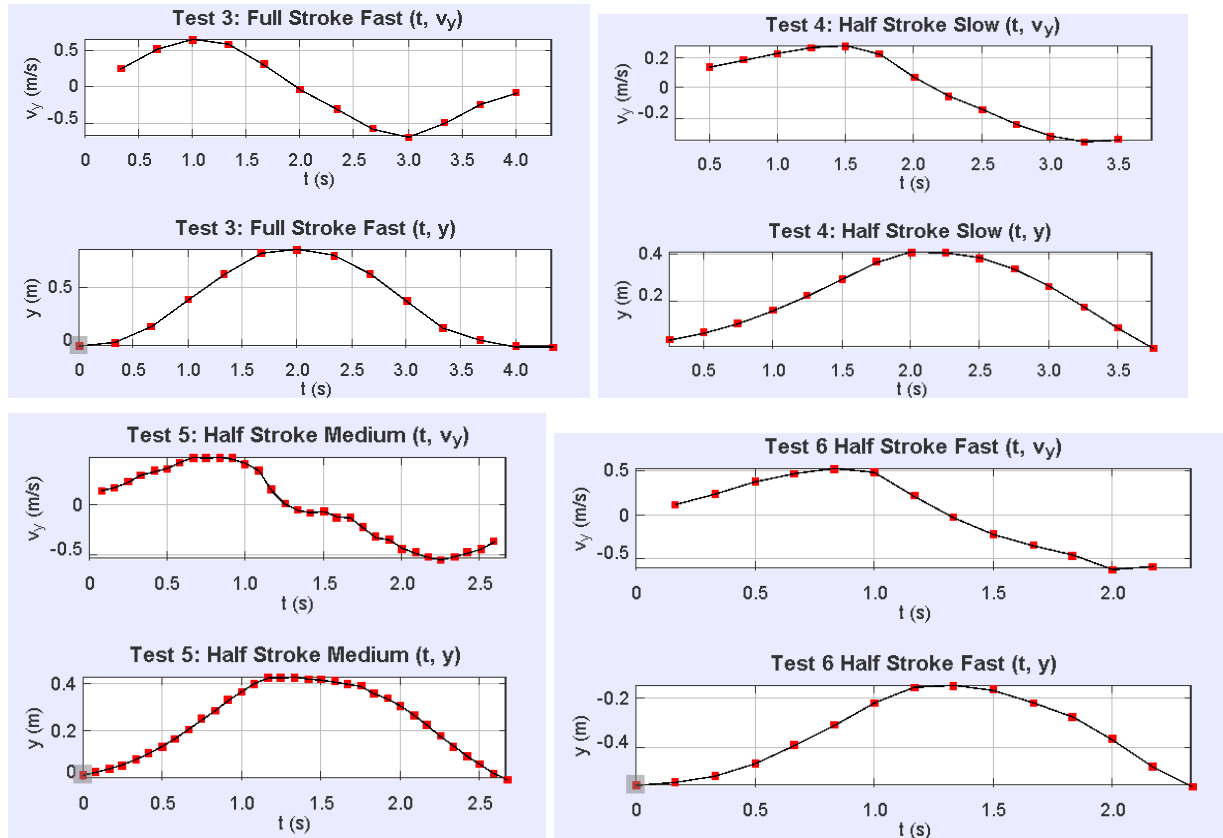 Test 3: Full Stroke Fast (t, vy)
0.5
0
-0.5
vy (m/s)
0 0.5 1.0 1.5 2.0 2.5 3.0 3.5 4.0
t (s)
Test 3: Full Stroke Fast (t, y)
0.5
0
y (m)
0 0.5 1.0 1.5 2.0 2.5 3.0 3.5 4.0
t (s)
Test 4: Half Stroke Slow (t, vy)
0.2
0
-0.2
vy (m/s)
0.5 1.0 1.5 2.0 2.5 3.0 3.5
t (s)
Test 4: Half Stroke Slow (t, y)
0.4
0.2
y (m)
0.5 1.0 1.5 2.0 2.5 3.0 3.5
t (s)
Test 5: Half Stroke Medium (t, vy)
0
-0.5
vy (m/s)
0 0.5 1.0 1.5 2.0 2.5
t (s)
Test 5: Half Stroke Medium (t, y)
0.4
0.2
0
y (m)
0 0.5 1.0 1.5 2.0 2.5
t (s)
Test 6 Half Stroke Fast (t, vy)
0.5
0
-0.5
vy (m/s)
0 0.5 1.0 1.5 2.0
t (s)
Test 6 Half Stroke Fast (t, y)
-0.2
-0.4
y (m)
0 0.5 1.0 1.5 2.0
t (s)